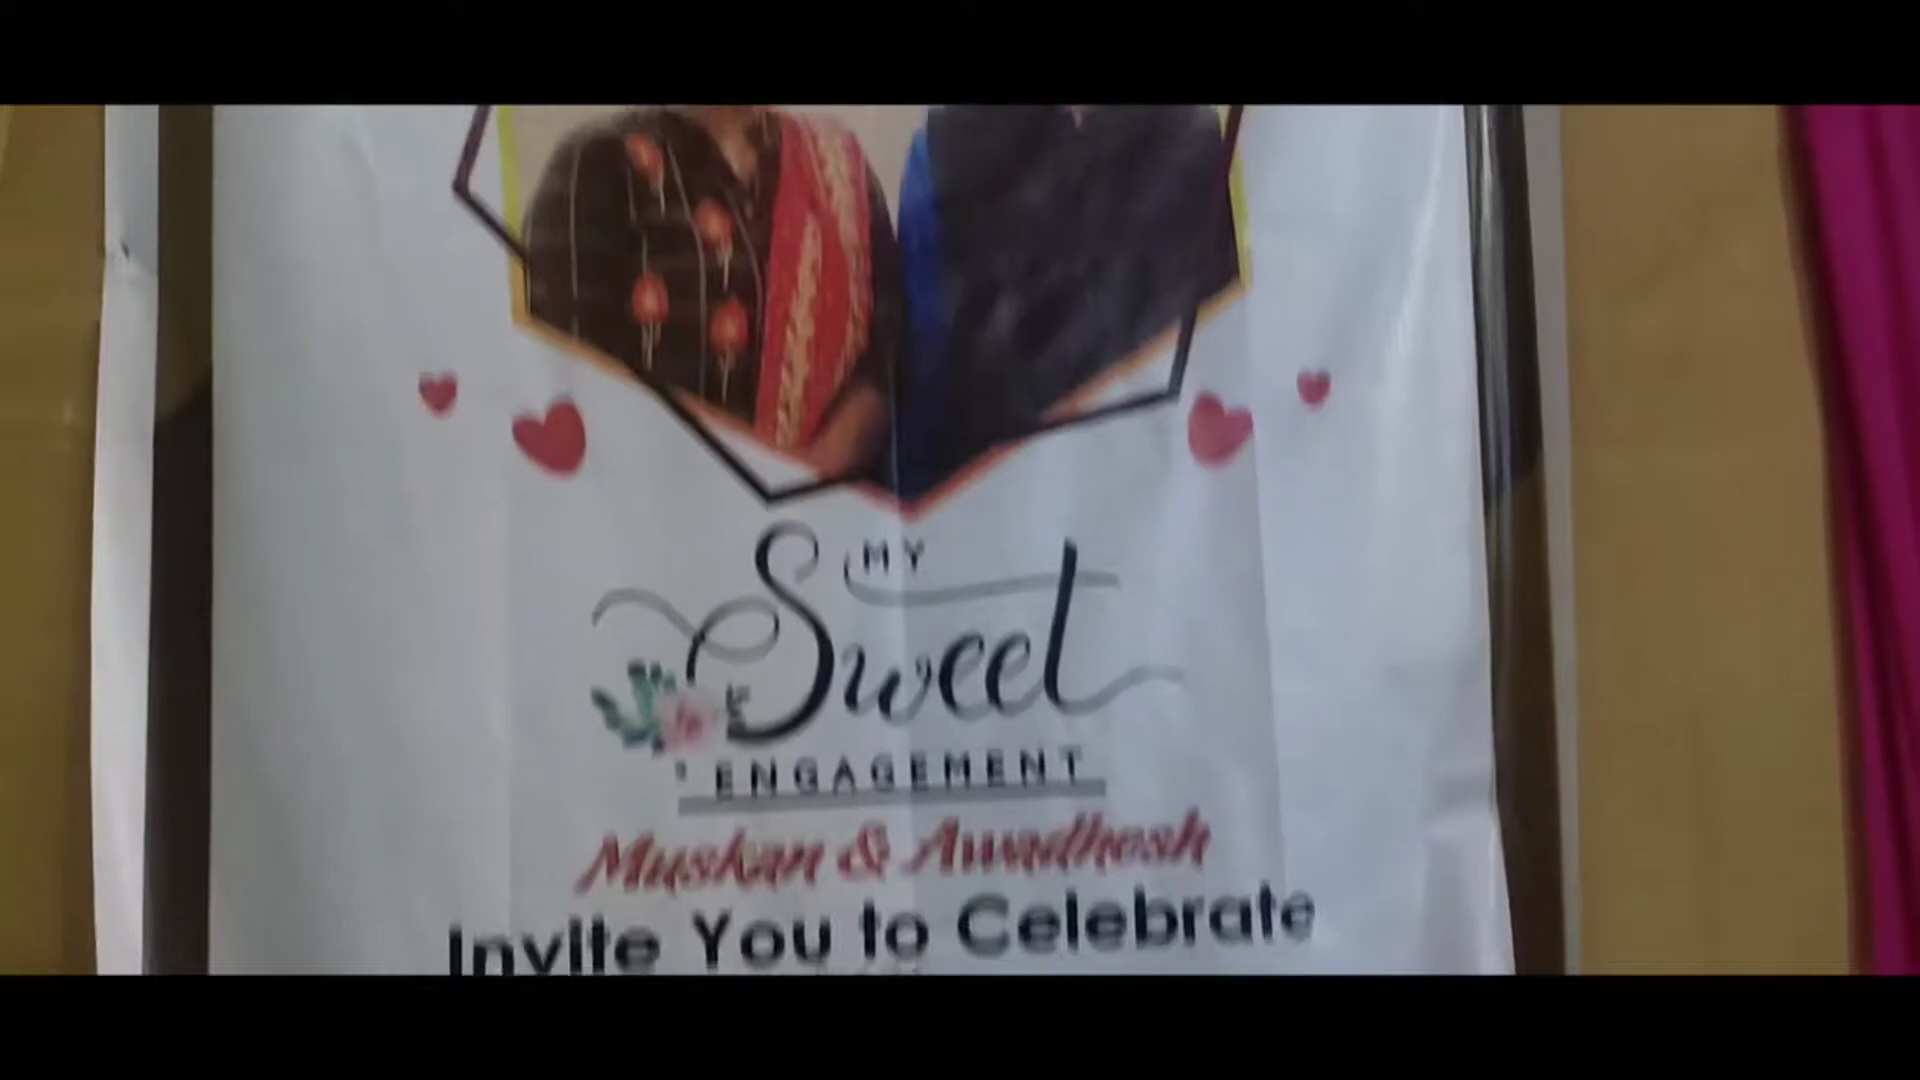 MY
Sweet
ENGAGEMENT
Muskan & Awadhesh
Invite You to Celebrate